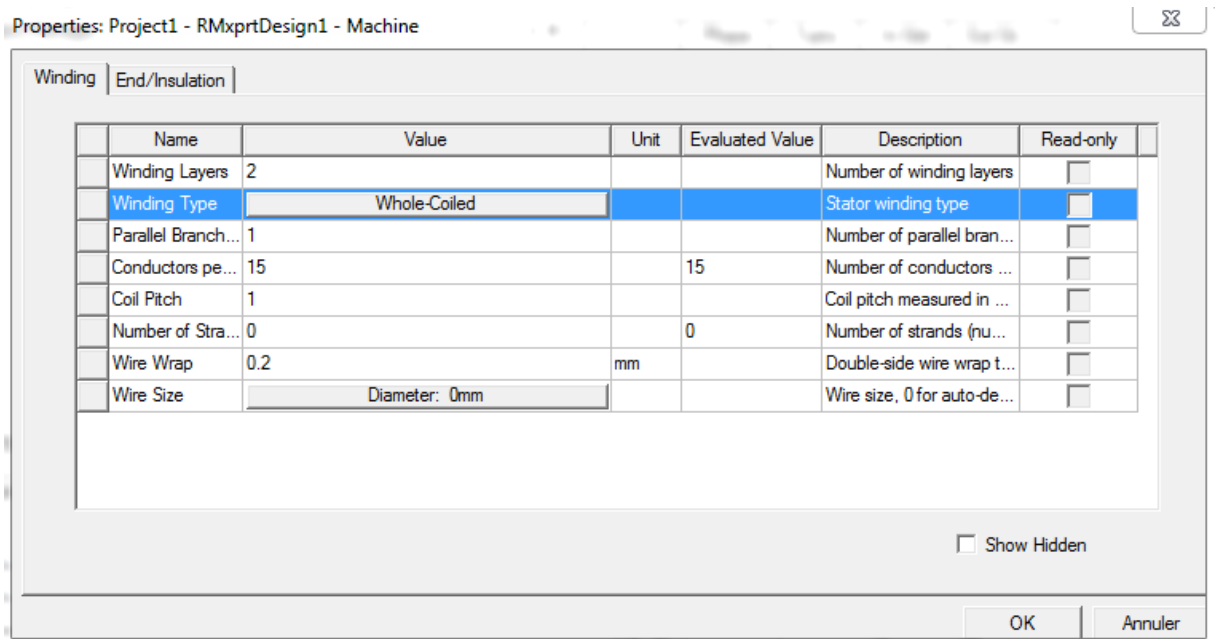 Properties: Project1 - RMxprtDesign1 - Machine
Winding End/Insulation
Name Value Unit Evaluated Value Description Read-only
Winding Layers 2 Number of winding layers
Winding Type Whole-Coiled Stator winding type
Parallel Branch... 1 Number of parallel bran...
Conductors pe... 15 15 Number of conductors ...
Coil Pitch 1 Coil pitch measured in ...
Number of Stra... 0 0 Number of strands (nu...
Wire Wrap 0.2 mm Double-side wire wrap t...
Wire Size Diameter: 0mm Wire size, 0 for auto-de...
Show Hidden
OK Annuler